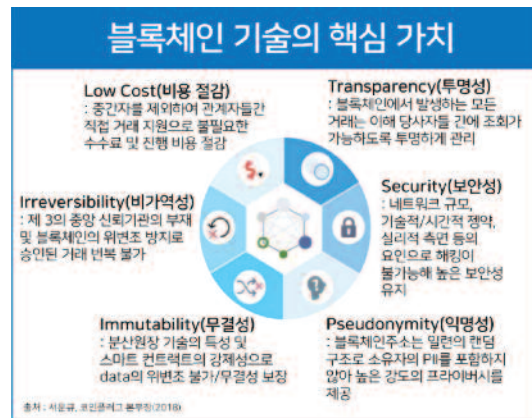 블록체인 기술의 핵심 가치
Low Cost(비용 절감)
: 중간자를 제외하여 관계자들간
직접 거래 지원으로 불필요한
수수료 및 진행 비용 절감
Transparency(투명성)
: 블록체인에서 발생하는 모든
거래는 이해 당사자들 간에 조회가
가능하도록 투명하게 관리
Irreversibility(비가역성)
: 제 3의 중앙 신뢰기관의 부재
및 블록체인의 위변조 방지로
승인된 거래 번복 불가
Security(보안성)
: 네트워크 규모,
기술적/시간적 제약,
실리적 측면 등의
요인으로 해킹이
불가능해 높은 보안성
유지
Immutability(무결성)
: 분산원장 기술의 특성 및
스마트 컨트랙트의 강제성으로
data의 위변조 불가/무결성 보장
Pseudonymity(익명성)
: 블록체인주소는 일련의 랜덤
구조로 소유자의 PII를 포함하지
않아 높은 강도의 프라이버시를
제공
출처 : 서문규, 코인플러그 본부장(2018)